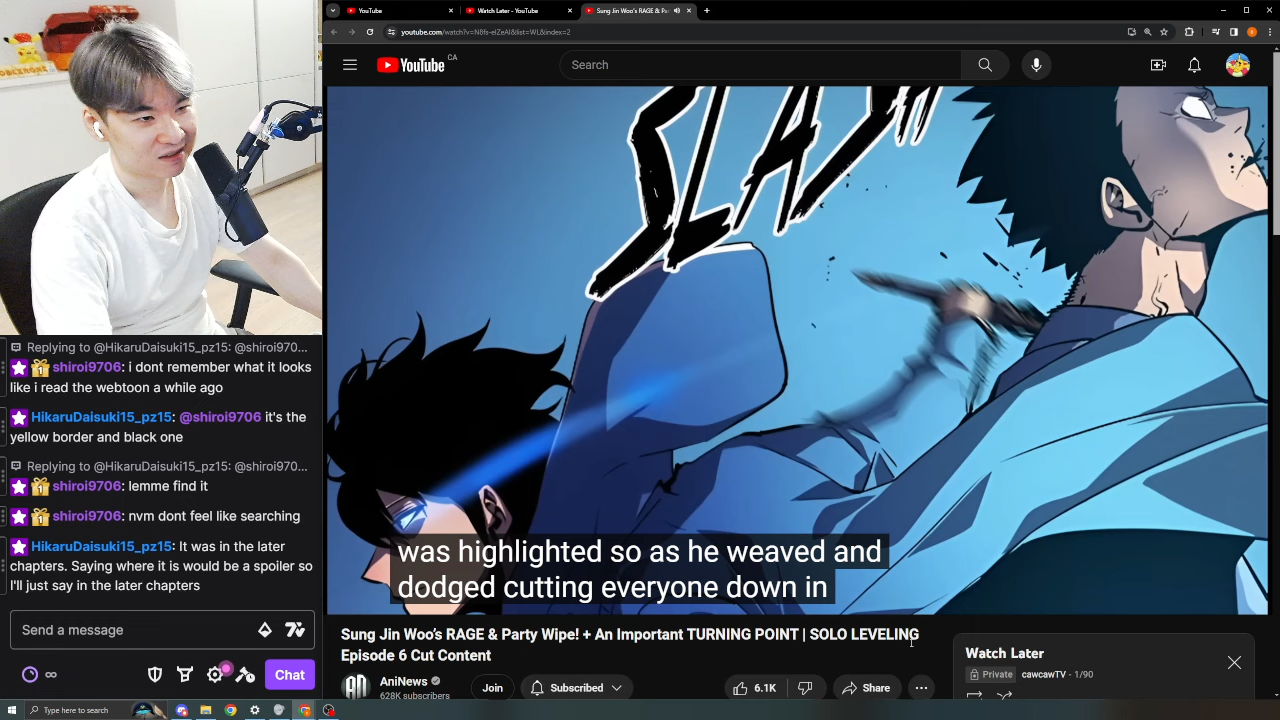 YouTube
Watch Later - YouTube
Sung Jin Woo's RAGE & Pa
youtube.com/watch?v=N8fs-eIZeAI&list=WL&index=2
YouTube CA
Search
SLASH
was highlighted so as he weaved and
dodged cutting everyone down in
Sung Jin Woo's RAGE & Party Wipe! + An Important TURNING POINT | SOLO LEVELING
Episode 6 Cut Content
AniNews
628K subscribers
Join
Subscribed
6.1K
Share
Watch Later
Private
cawcawTV - 1/90
Replying to @HikaruDaisuki15_pz15: @shiroi970...
shiroi9706: i dont remember what it looks
like i read the webtoon a while ago
HikaruDaisuki15_pz15: @shiroi9706 it's the
yellow border and black one
Replying to @HikaruDaisuki15_pz15: @shiroi970...
shiroi9706: lemme find it
shiroi9706: nvm dont feel like searching
HikaruDaisuki15_pz15: It was in the later
chapters. Saying where it is would be a spoiler so
I'll just say in the later chapters
Send a message
Chat
Type here to search